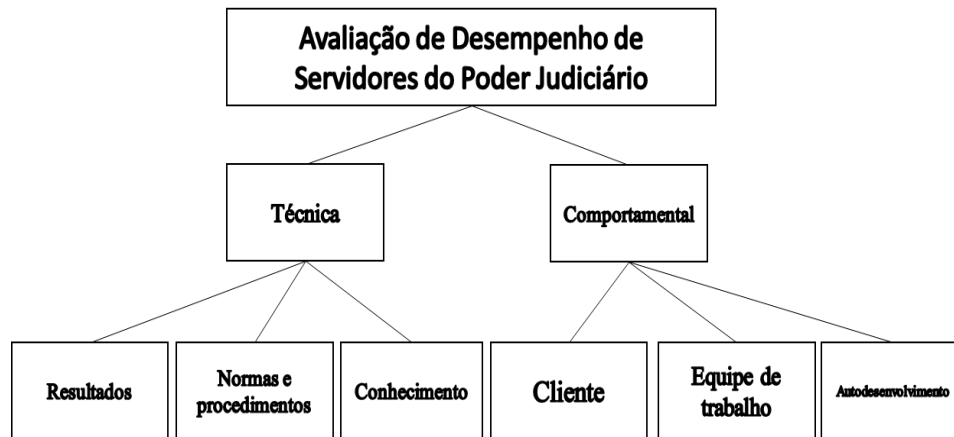 Avaliação de Desempenho de
Servidores do Poder Judiciário
Técnica
Comportamental
Resultados
Normas e
procedimentos
Conhecimento
Cliente
Equipe de
trabalho
Autodesenvolvimento